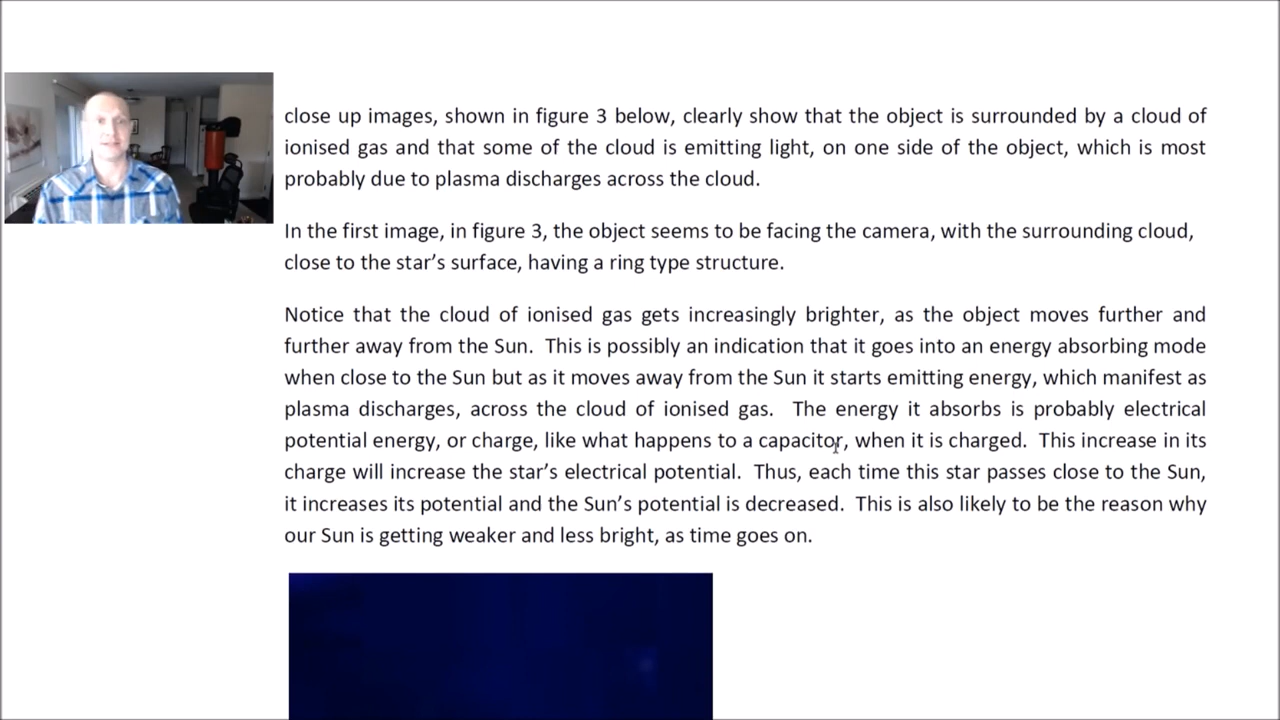 close up images, shown in figure 3 below, clearly show that the object is surrounded by a cloud of
ionised gas and that some of the cloud is emitting light, on one side of the object, which is most
probably due to plasma discharges across the cloud.
In the first image, in figure 3, the object seems to be facing the camera, with the surrounding cloud,
close to the star’s surface, having a ring type structure.
Notice that the cloud of ionised gas gets increasingly brighter, as the object moves further and
further away from the Sun. This is possibly an indication that it goes into an energy absorbing mode
when close to the Sun but as it moves away from the Sun it starts emitting energy, which manifest as
plasma discharges, across the cloud of ionised gas. The energy it absorbs is probably electrical
potential energy, or charge, like what happens to a capacitor, when it is charged. This increase in its
charge will increase the star’s electrical potential. Thus, each time this star passes close to the Sun,
it increases its potential and the Sun’s potential is decreased. This is also likely to be the reason why
our Sun is getting weaker and less bright, as time goes on.